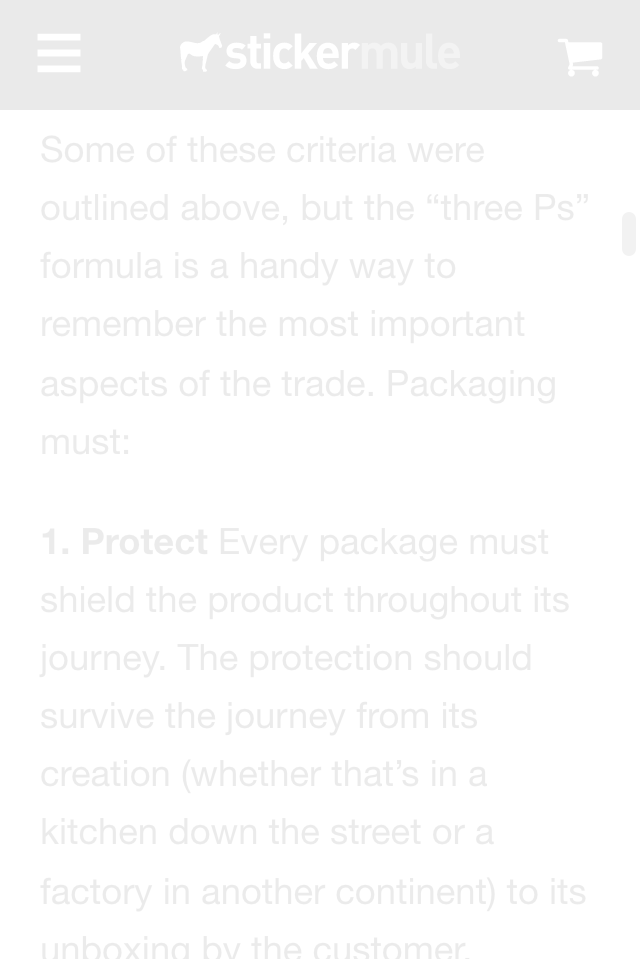 stickermule
Some of these criteria were
outlined above, but the “three Ps”
formula is a handy way to
remember the most important
aspects of the trade. Packaging
must:
1. Protect Every package must
shield the product throughout its
journey. The protection should
survive the journey from its
creation (whether that’s in a
kitchen down the street or a
factory in another continent) to its
unboxing by the customer.